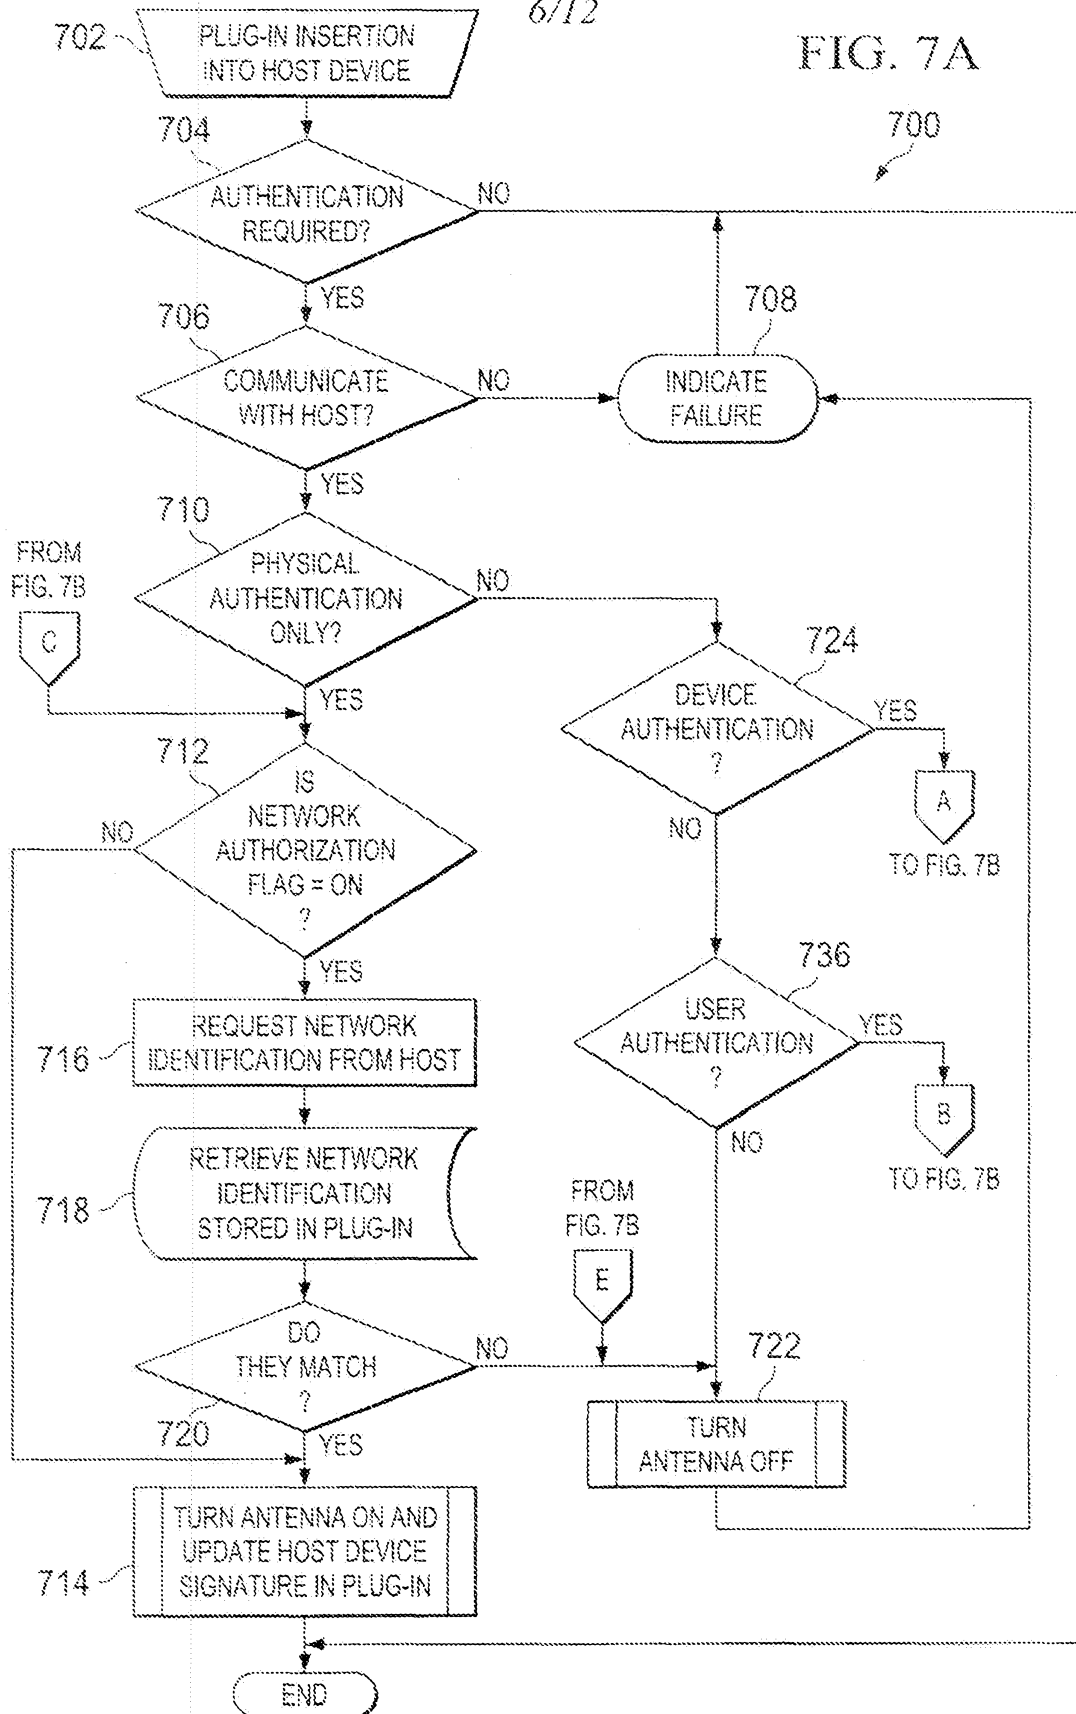 6/12
FIG. 7A
700
702
PLUG-IN INSERTION
INTO HOST DEVICE
704
AUTHENTICATION
REQUIRED?
NO
YES
706
COMMUNICATE
WITH HOST?
NO
YES
708
INDICATE
FAILURE
710
PHYSICAL
AUTHENTICATION
ONLY?
NO
YES
FROM
FIG. 7B
C
724
DEVICE
AUTHENTICATION
?
YES
NO
A
TO FIG. 7B
712
IS
NETWORK
AUTHORIZATION
FLAG = ON
?
NO
YES
736
USER
AUTHENTICATION
?
YES
NO
B
TO FIG. 7B
716
REQUEST NETWORK
IDENTIFICATION FROM HOST
718
RETRIEVE NETWORK
IDENTIFICATION
STORED IN PLUG-IN
FROM
FIG. 7B
E
DO
THEY MATCH
?
720
NO
YES
722
TURN
ANTENNA OFF
714
TURN ANTENNA ON AND
UPDATE HOST DEVICE
SIGNATURE IN PLUG-IN
END